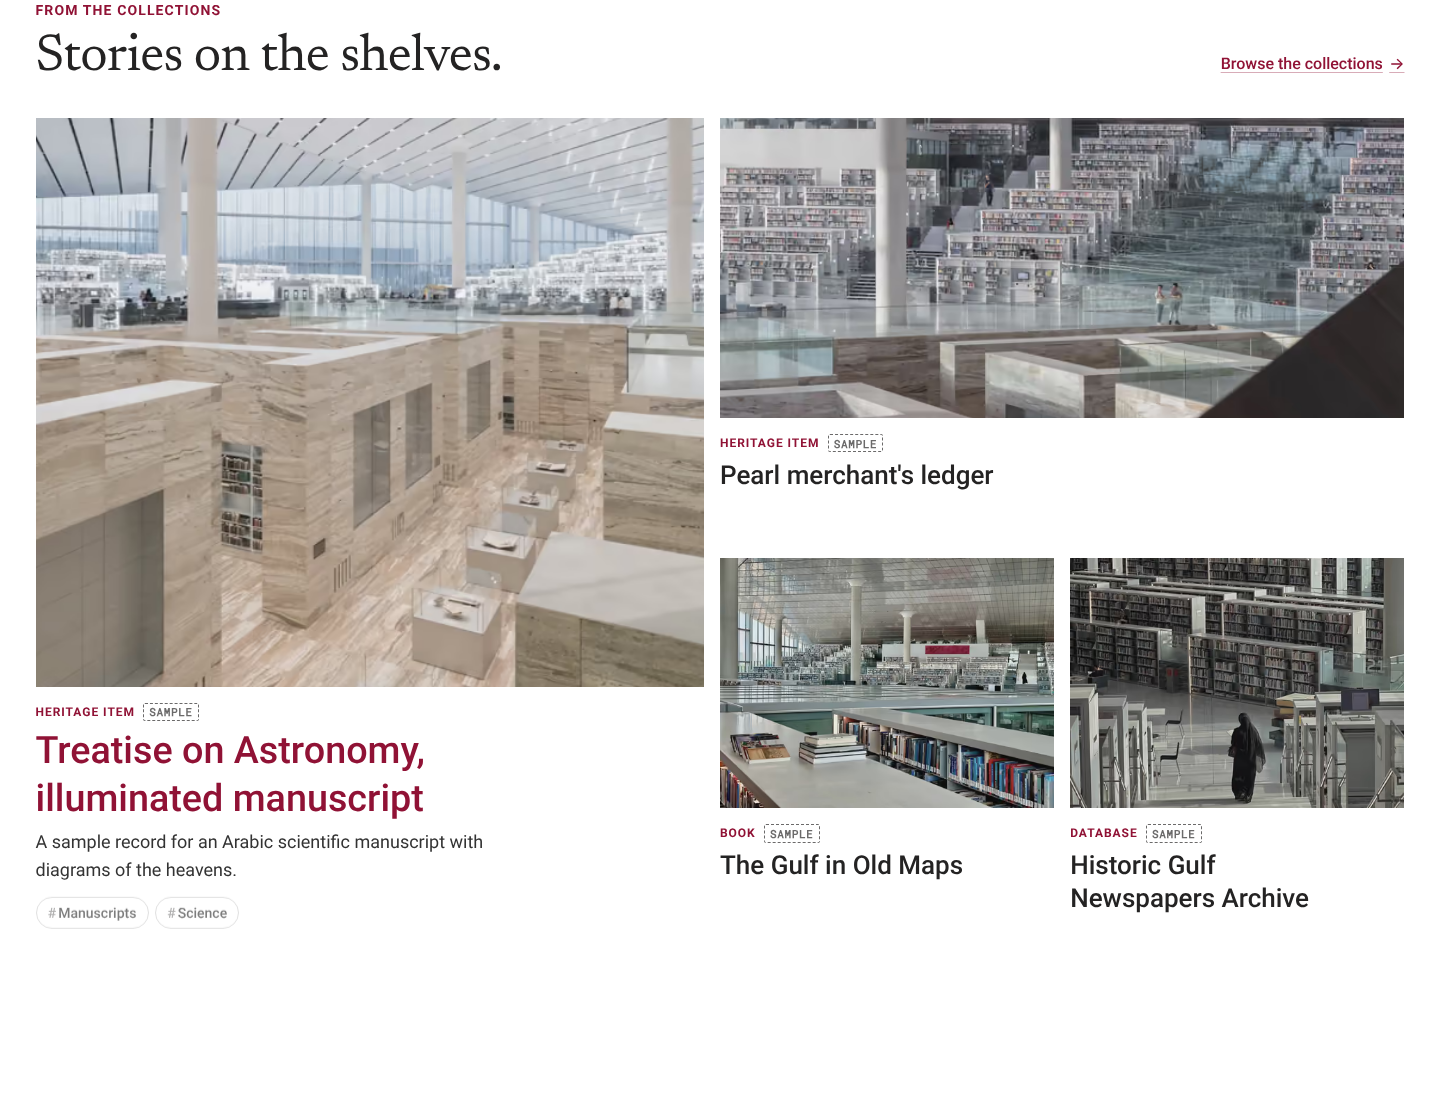 FROM THE COLLECTIONS
Stories on the shelves.
Browse the collections →
HERITAGE ITEM SAMPLE
Treatise on Astronomy,
illuminated manuscript
A sample record for an Arabic scientific manuscript with
diagrams of the heavens.
#Manuscripts #Science
HERITAGE ITEM SAMPLE
Pearl merchant's ledger
BOOK SAMPLE
The Gulf in Old Maps
DATABASE SAMPLE
Historic Gulf
Newspapers Archive